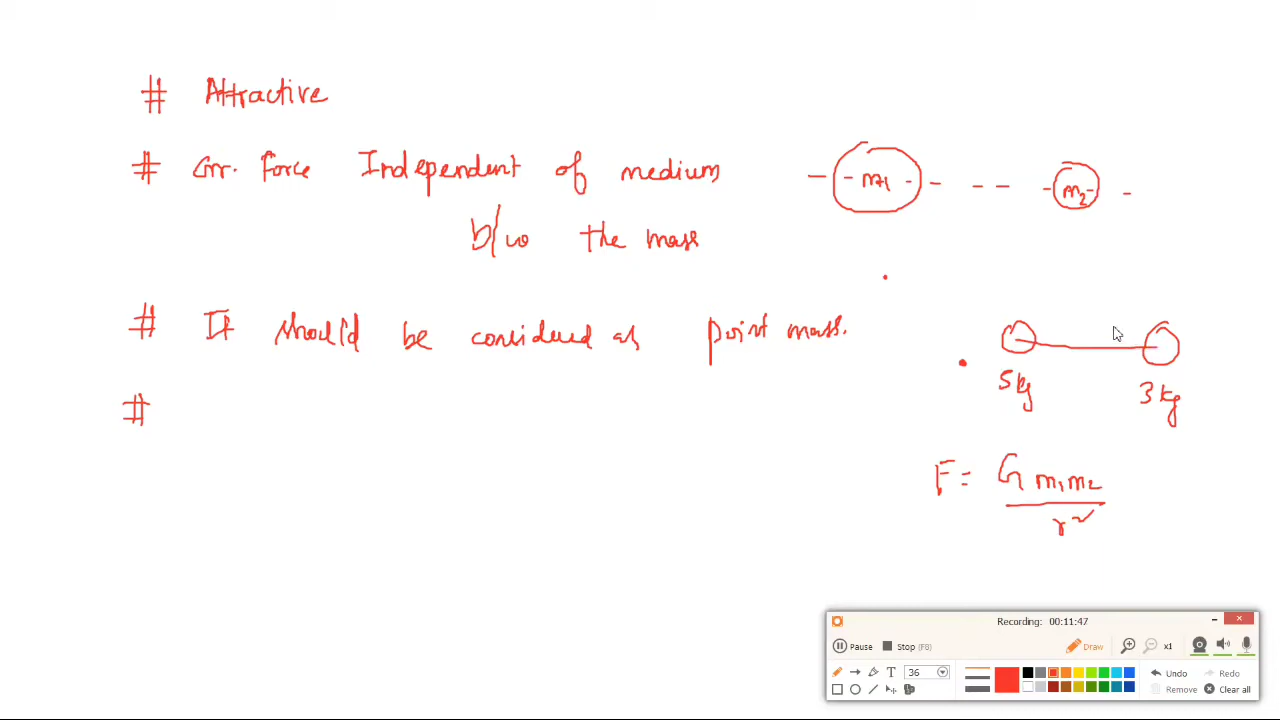 # Attractive
# Gr. force Independent of medium
b/w the mass
# It should be considered as point mass.
#
m1
m2
5kg
3kg
F = G m1m2
r²
Recording: 00:11:47
Pause
Stop (F8)
Draw
x1
T
36
Undo
Redo
Remove
Clear all